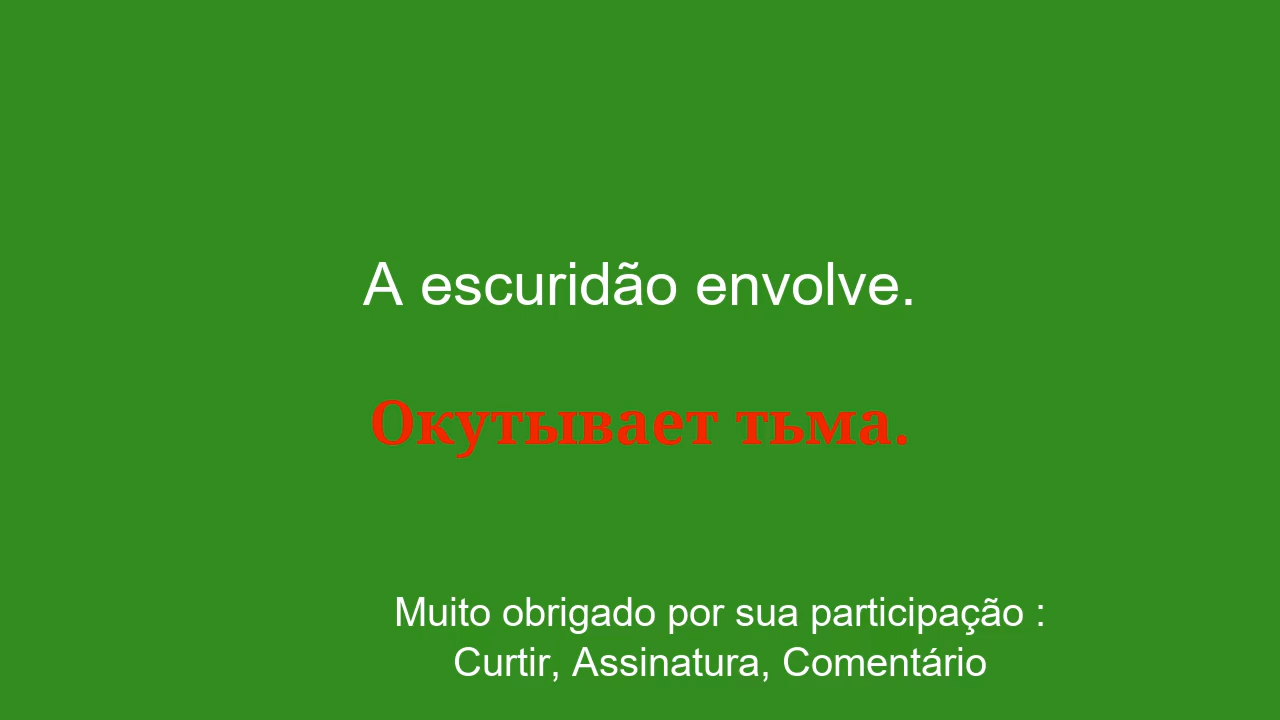 A escuridão envolve.
Окутывает тьма.
Muito obrigado por sua participação :
Curtir, Assinatura, Comentário